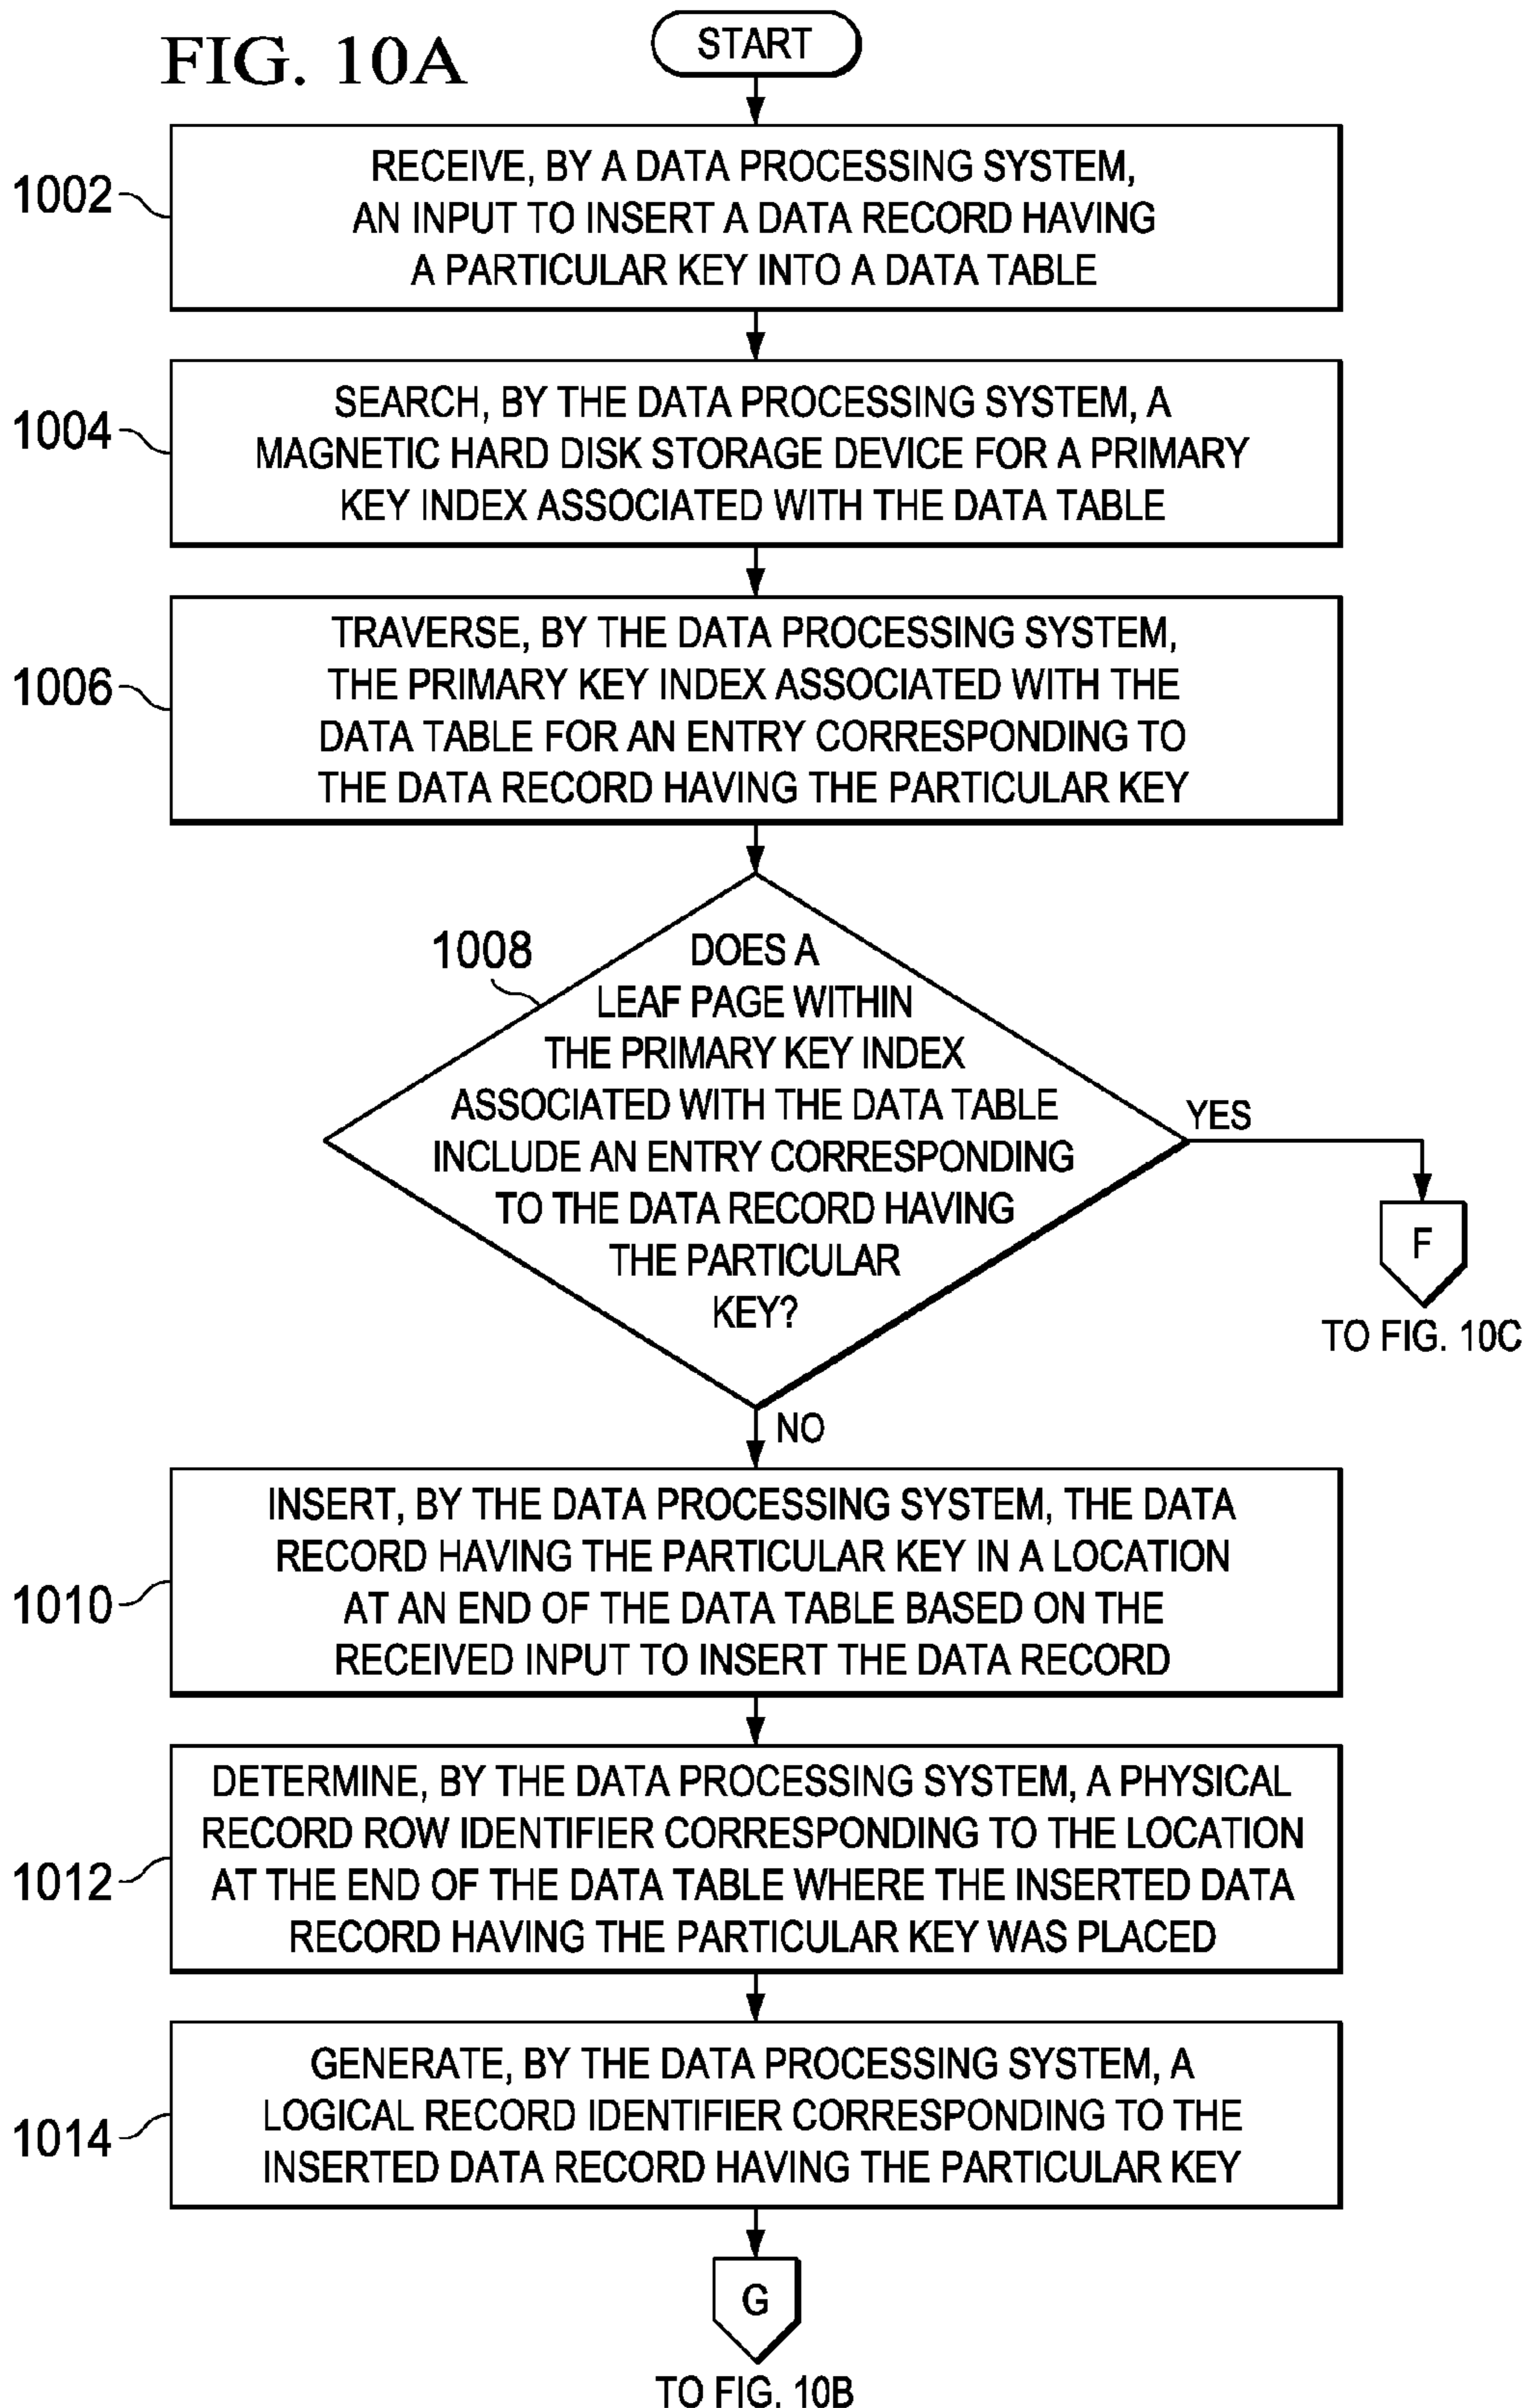 FIG. 10A
START
1002
RECEIVE, BY A DATA PROCESSING SYSTEM,
AN INPUT TO INSERT A DATA RECORD HAVING
A PARTICULAR KEY INTO A DATA TABLE
1004
SEARCH, BY THE DATA PROCESSING SYSTEM, A
MAGNETIC HARD DISK STORAGE DEVICE FOR A PRIMARY
KEY INDEX ASSOCIATED WITH THE DATA TABLE
1006
TRAVERSE, BY THE DATA PROCESSING SYSTEM,
THE PRIMARY KEY INDEX ASSOCIATED WITH THE
DATA TABLE FOR AN ENTRY CORRESPONDING TO
THE DATA RECORD HAVING THE PARTICULAR KEY
1008
DOES A
LEAF PAGE WITHIN
THE PRIMARY KEY INDEX
ASSOCIATED WITH THE DATA TABLE
INCLUDE AN ENTRY CORRESPONDING
TO THE DATA RECORD HAVING
THE PARTICULAR
KEY?
YES
F
TO FIG. 10C
NO
1010
INSERT, BY THE DATA PROCESSING SYSTEM, THE DATA
RECORD HAVING THE PARTICULAR KEY IN A LOCATION
AT AN END OF THE DATA TABLE BASED ON THE
RECEIVED INPUT TO INSERT THE DATA RECORD
1012
DETERMINE, BY THE DATA PROCESSING SYSTEM, A PHYSICAL
RECORD ROW IDENTIFIER CORRESPONDING TO THE LOCATION
AT THE END OF THE DATA TABLE WHERE THE INSERTED DATA
RECORD HAVING THE PARTICULAR KEY WAS PLACED
1014
GENERATE, BY THE DATA PROCESSING SYSTEM, A
LOGICAL RECORD IDENTIFIER CORRESPONDING TO THE
INSERTED DATA RECORD HAVING THE PARTICULAR KEY
G
TO FIG. 10B